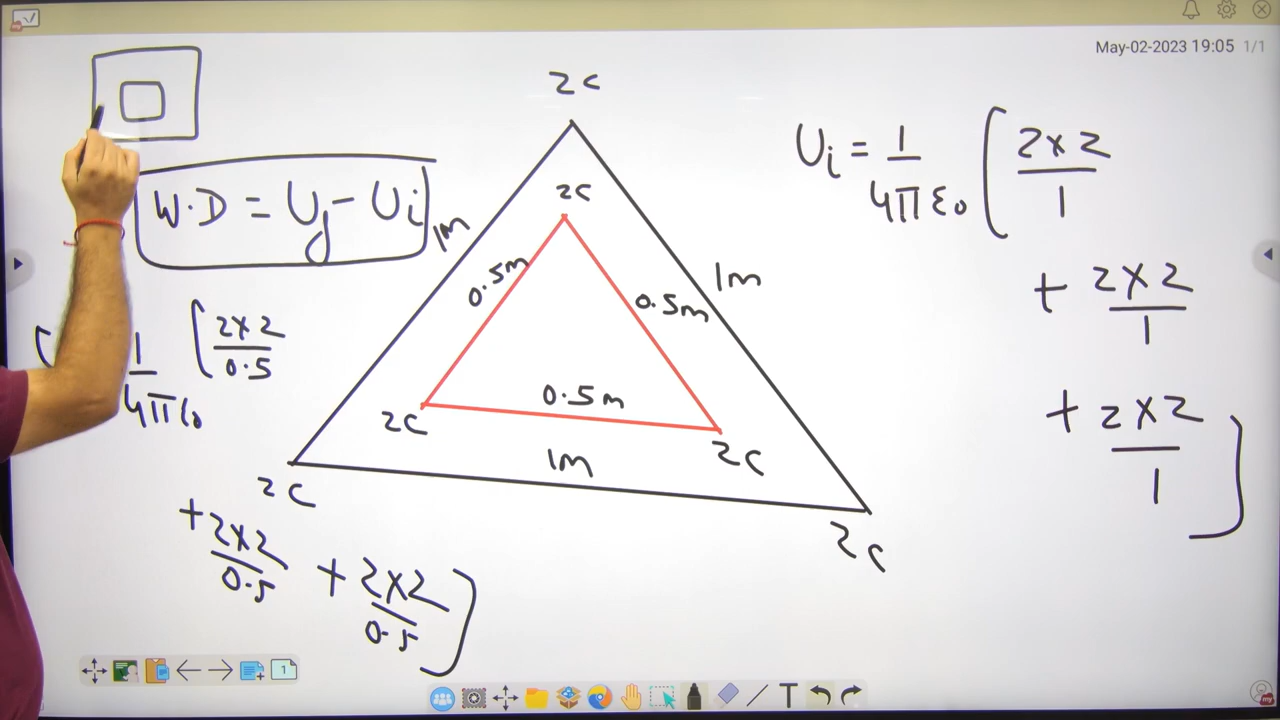 May-02-2023 19:05 1/1
2C
Ui = 1/4πε0 [ 2×2/1
+ 2×2/1
+ 2×2/1 ]
W.D = Uf - Ui
2C
1m
1m
0.5m
0.5m
0.5m
2C
2C
1m
2C
2C
1/4πε0 [ 2×2/0.5
+ 2×2/0.5 + 2×2/0.5 ]
1
T